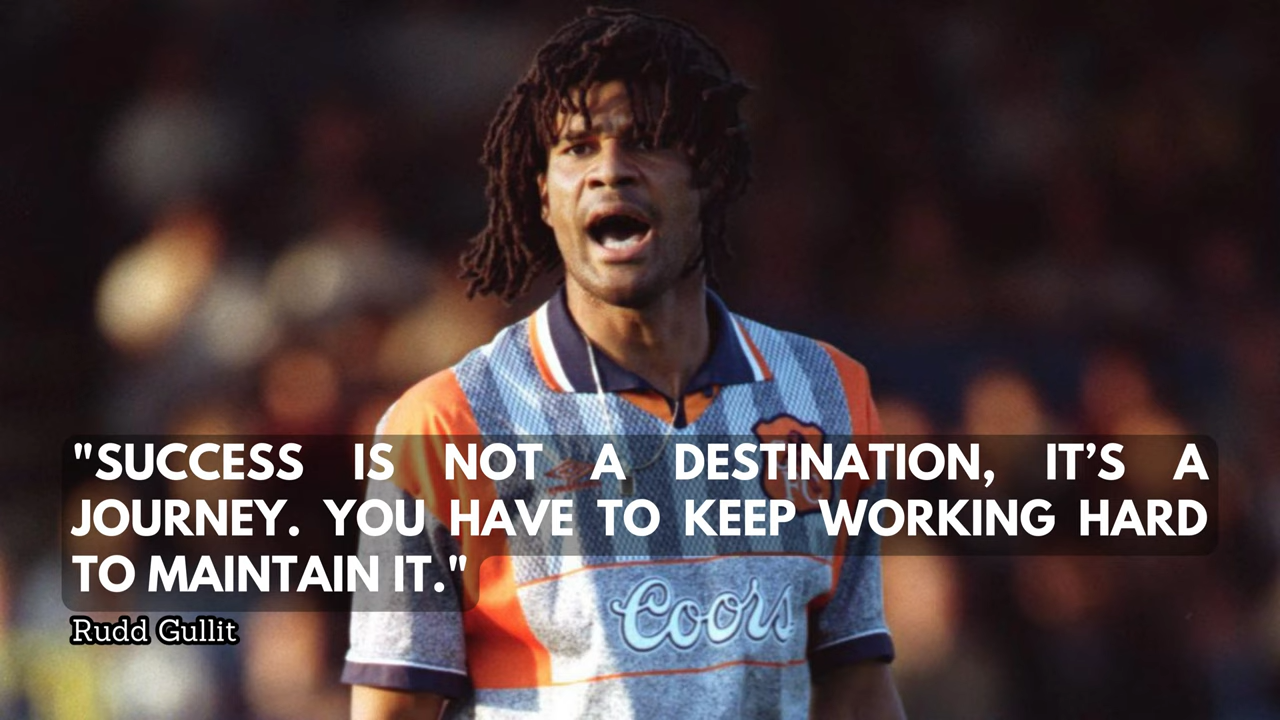 "SUCCESS IS NOT A DESTINATION, IT’S A
JOURNEY. YOU HAVE TO KEEP WORKING HARD
TO MAINTAIN IT."
Coors
Rudd Gullit